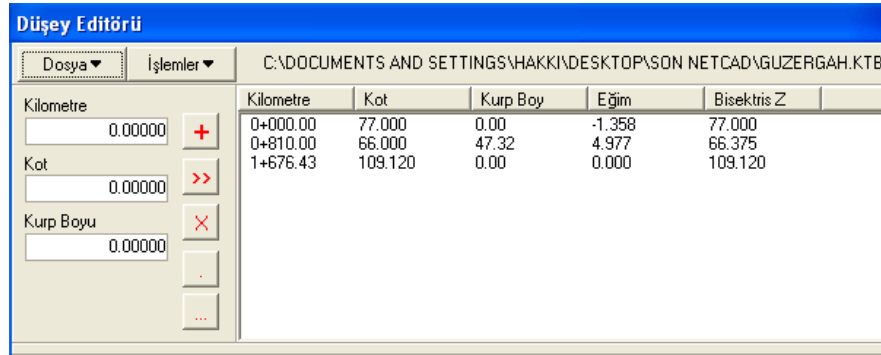 Düşey Editörü
Dosya▼ İşlemler▼ C:\DOCUMENTS AND SETTINGS\HAKKI\DESKTOP\SON NETCAD\GUZERGAH.KTB
Kilometre
0.00000 +
Kot
0.00000 >>
Kurp Boyu X
0.00000
.
...
Kilometre Kot Kurp Boy Eğim Bisektris Z
0+000.00 77.000 0.00 -1.358 77.000
0+810.00 66.000 47.32 4.977 66.375
1+676.43 109.120 0.00 0.000 109.120